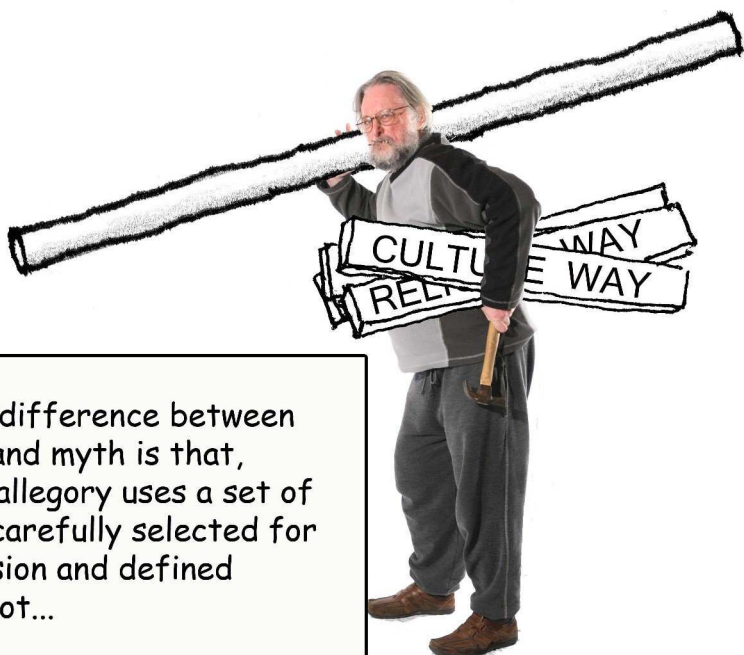 WAY
CULTU E WAY
REL
difference between
and myth is that,
allegory uses a set of
carefully selected for
sion and defined
ot...